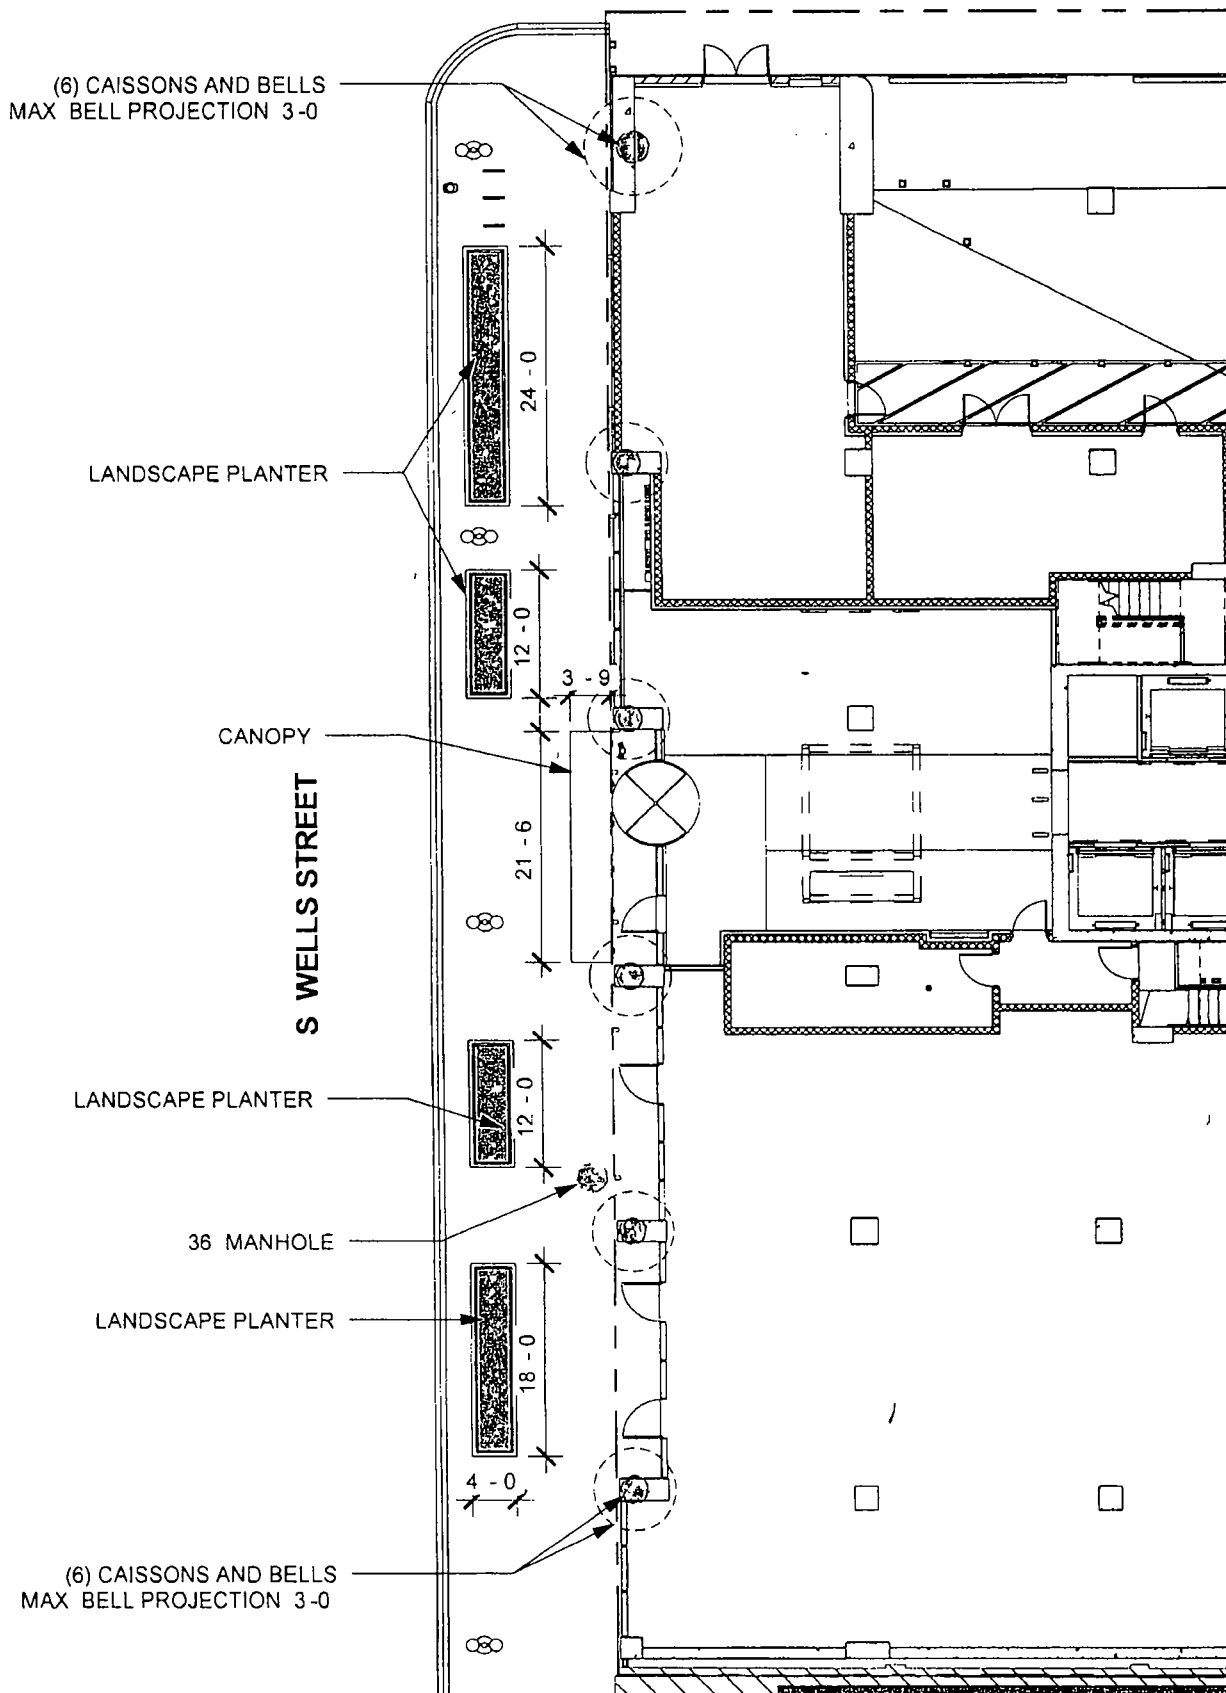 (6) CAISSONS AND BELLS
MAX BELL PROJECTION 3-0
24 - 0
LANDSCAPE PLANTER
12 - 0
3 - 9
CANOPY
S WELLS STREET
21 - 6
LANDSCAPE PLANTER
12 - 0
36 MANHOLE
LANDSCAPE PLANTER
18 - 0
4 - 0
(6) CAISSONS AND BELLS
MAX BELL PROJECTION 3-0